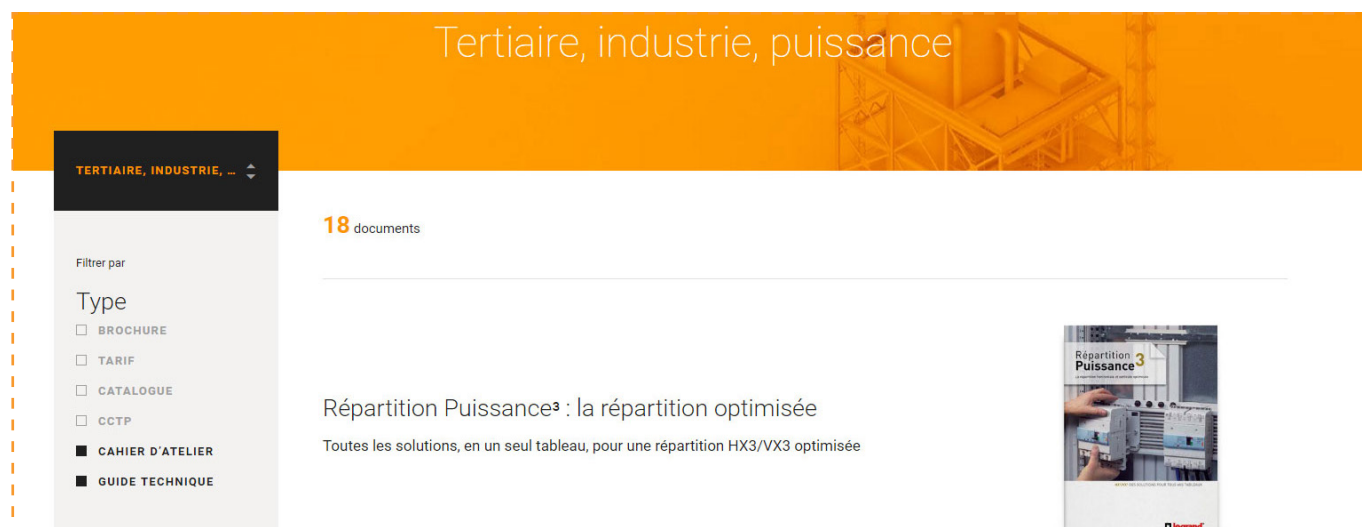 Tertiaire, industrie, puissance
TERTIAIRE, INDUSTRIE, …
18 documents
Filtrer par
Type
BROCHURE
TARIF
CATALOGUE
CCTP
CAHIER D'ATELIER
GUIDE TECHNIQUE
Répartition Puissance³ : la répartition optimisée
Toutes les solutions, en un seul tableau, pour une répartition HX3/VX3 optimisée
Répartition
Puissance 3
legrand